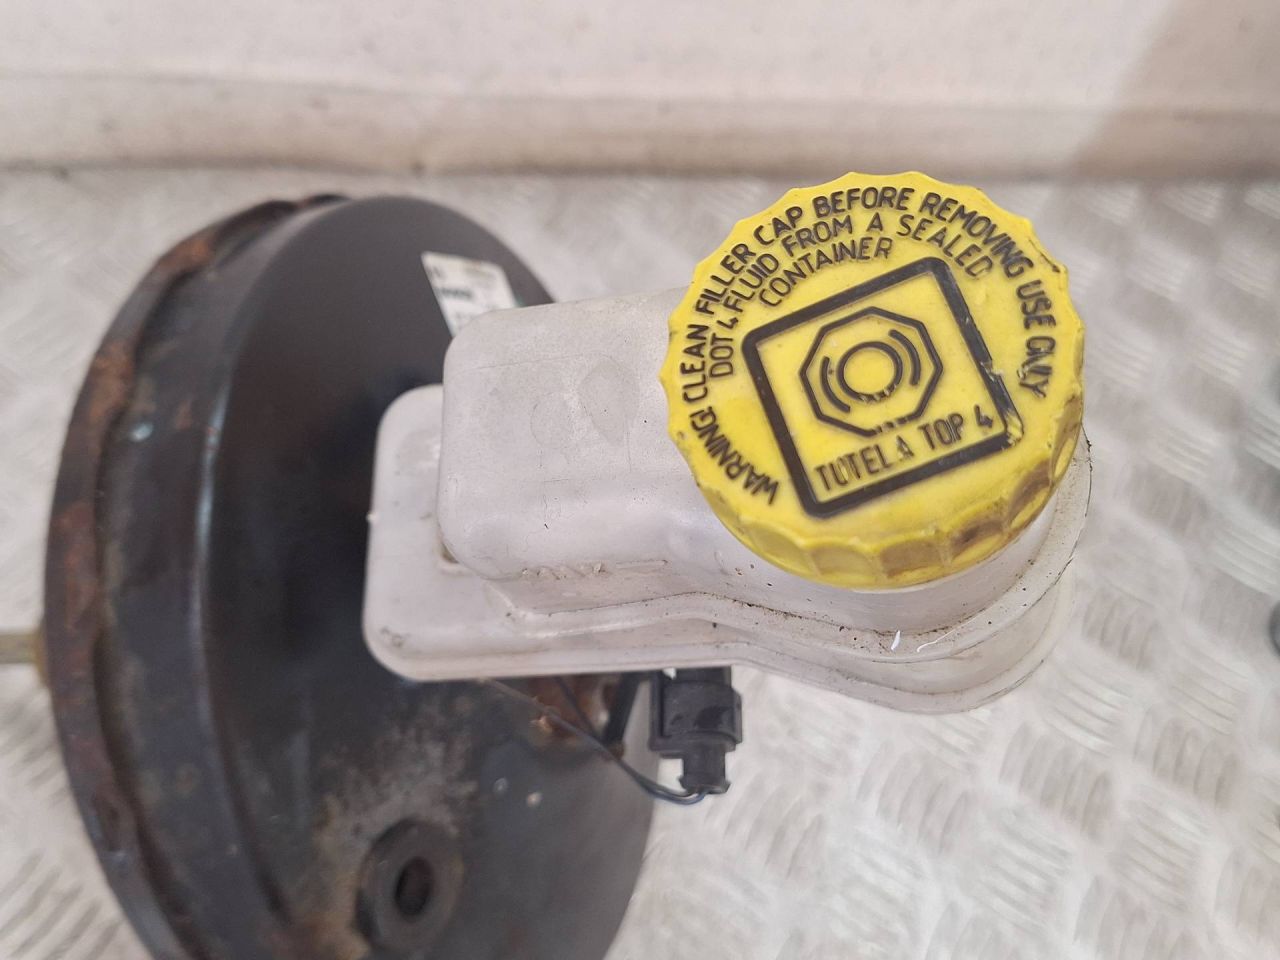 WARNING: CLEAN FILLER CAP BEFORE REMOVING USE ONLY
DOT 4 FLUID FROM A SEALED
CONTAINER
TUTELA TOP 4